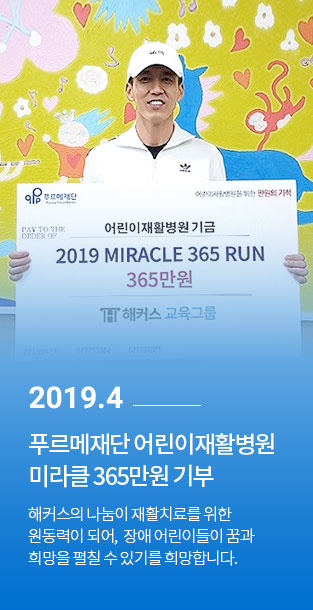 푸르메재단
어린이재활병원을 위한 만원의 기적
PAY TO THE
ORDER OF
어린이재활병원 기금
2019 MIRACLE 365 RUN
365만원
해커스 교육그룹
2019.4
푸르메재단 어린이재활병원
미라클 365만원 기부
해커스의 나눔이 재활치료를 위한
원동력이 되어, 장애 어린이들이 꿈과
희망을 펼칠 수 있기를 희망합니다.